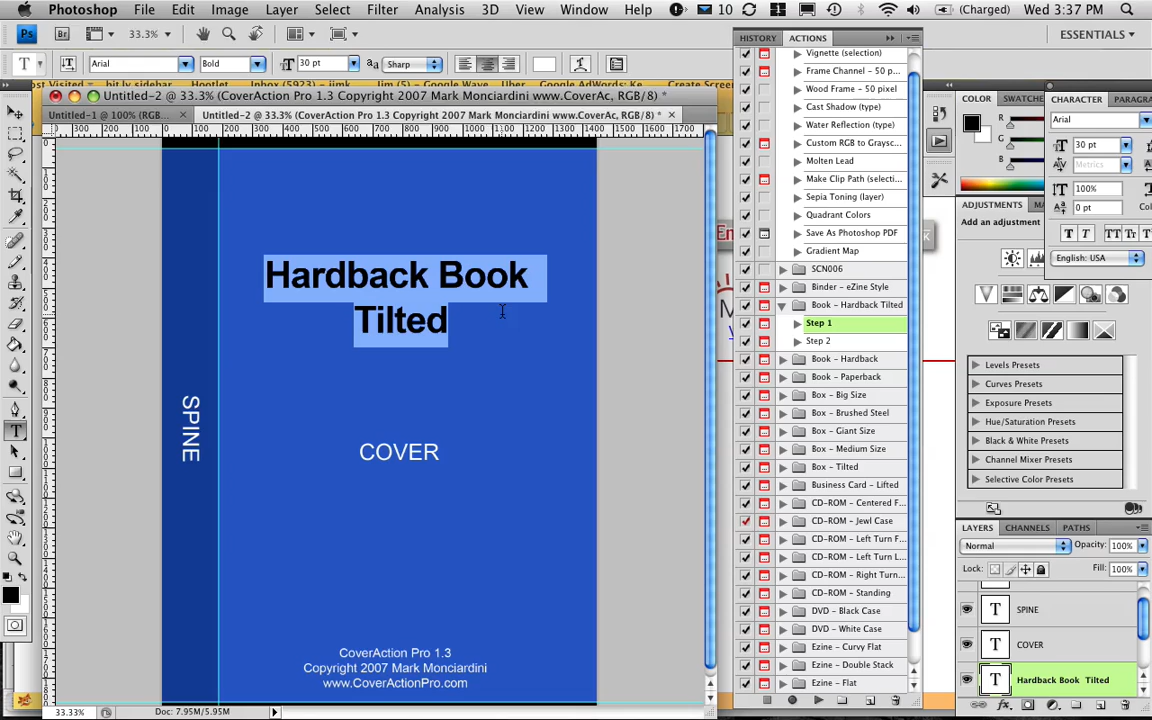 Photoshop File Edit Image Layer Select Filter Analysis 3D View Window Help 10 (Charged) Wed 3:37 PM
Ps Br 33.3% ESSENTIALS
T Arial Bold 30 pt aa Sharp
Untitled-2 @ 33.3% (CoverAction Pro 1.3 Copyright 2007 Mark Monciardini www.CoverAc, RGB/8) *
Untitled-1 @ 100% (RGB... Untitled-2 @ 33.3% (CoverAction Pro 1.3 Copyright 2007 Mark Monciardini www.CoverAc, RGB/8) *
Hardback Book
Tilted
SPINE
COVER
CoverAction Pro 1.3
Copyright 2007 Mark Monciardini
www.CoverActionPro.com
33.33% Doc: 7.95M/5.95M
HISTORY ACTIONS
Vignette (selection)
Frame Channel - 50 p...
Wood Frame - 50 pixel
Cast Shadow (type)
Water Reflection (type)
Custom RGB to Graysc...
Molten Lead
Make Clip Path (selecti...
Sepia Toning (layer)
Quadrant Colors
Save As Photoshop PDF
Gradient Map
SCN006
Binder - eZine Style
Book - Hardback Tilted
Step 1
Step 2
Book - Hardback
Book - Paperback
Box - Big Size
Box - Brushed Steel
Box - Giant Size
Box - Medium Size
Box - Tilted
Business Card - Lifted
CD-ROM - Centered F...
CD-ROM - Jewl Case
CD-ROM - Left Turn F...
CD-ROM - Left Turn L...
CD-ROM - Right Turn...
CD-ROM - Standing
DVD - Black Case
DVD - White Case
Ezine - Curvy Flat
Ezine - Double Stack
Ezine - Flat
COLOR SWATCHE
R
G
B
CHARACTER PARAGRA
Arial
30 pt
Metrics
100%
0 pt
English: USA
ADJUSTMENTS
Add an adjustment
Levels Presets
Curves Presets
Exposure Presets
Hue/Saturation Presets
Black & White Presets
Channel Mixer Presets
Selective Color Presets
LAYERS CHANNELS PATHS
Normal Opacity: 100%
Lock: Fill: 100%
T SPINE
T COVER
T Hardback Book Tilted